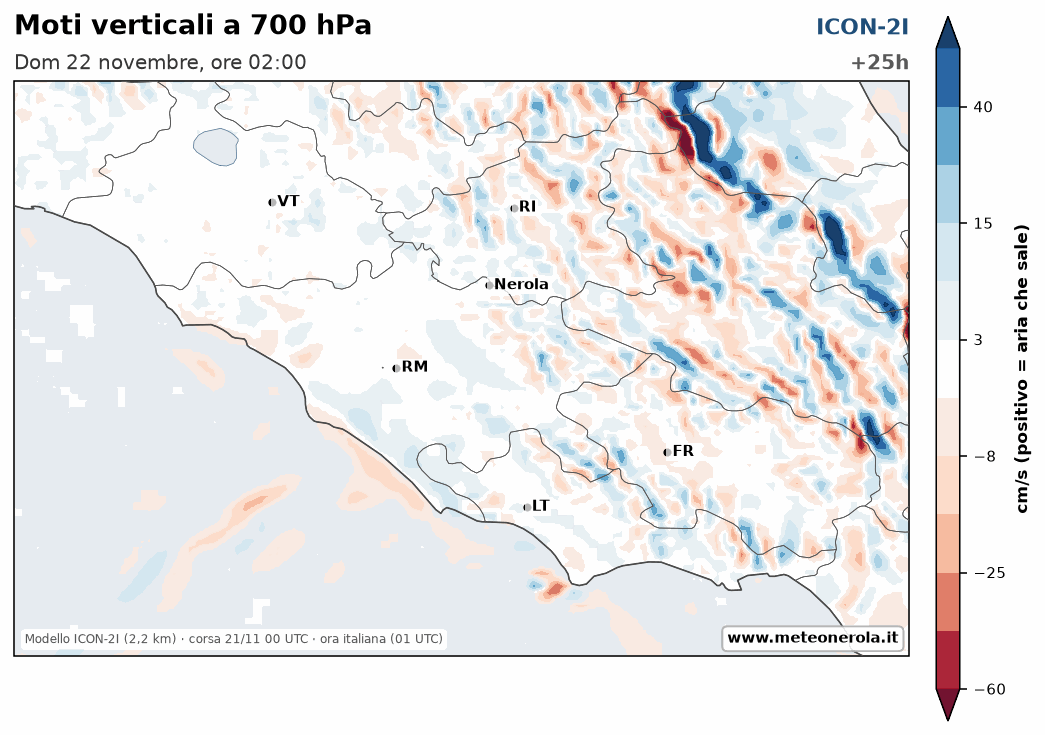 Moti verticali a 700 hPa
ICON-2I
Dom 22 novembre, ore 02:00
+25h
VT
RI
Nerola
RM
FR
LT
Modello ICON-2I (2,2 km) · corsa 21/11 00 UTC · ora italiana (01 UTC)
www.meteonerola.it
40
15
3
−8
−25
−60
cm/s (positivo = aria che sale)